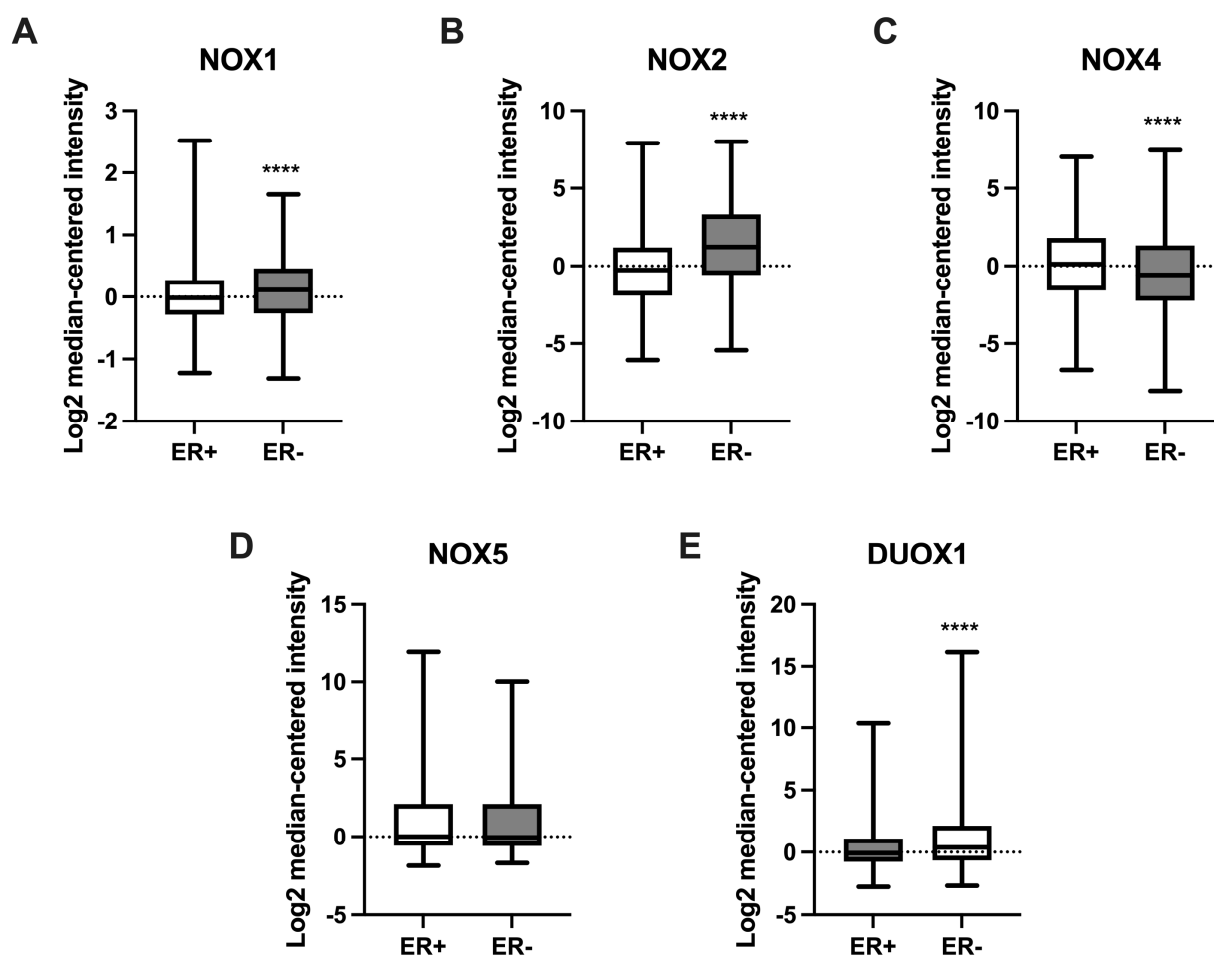 A
NOX1
Log2 median-centered intensity
3
2
1
0
-1
-2
****
ER+ ER-
B
NOX2
Log2 median-centered intensity
10
5
0
-5
-10
****
ER+ ER-
C
NOX4
Log2 median-centered intensity
10
5
0
-5
-10
****
ER+ ER-
D
NOX5
Log2 median-centered intensity
15
10
5
0
-5
ER+ ER-
E
DUOX1
Log2 median-centered intensity
20
15
10
5
0
-5
****
ER+ ER-